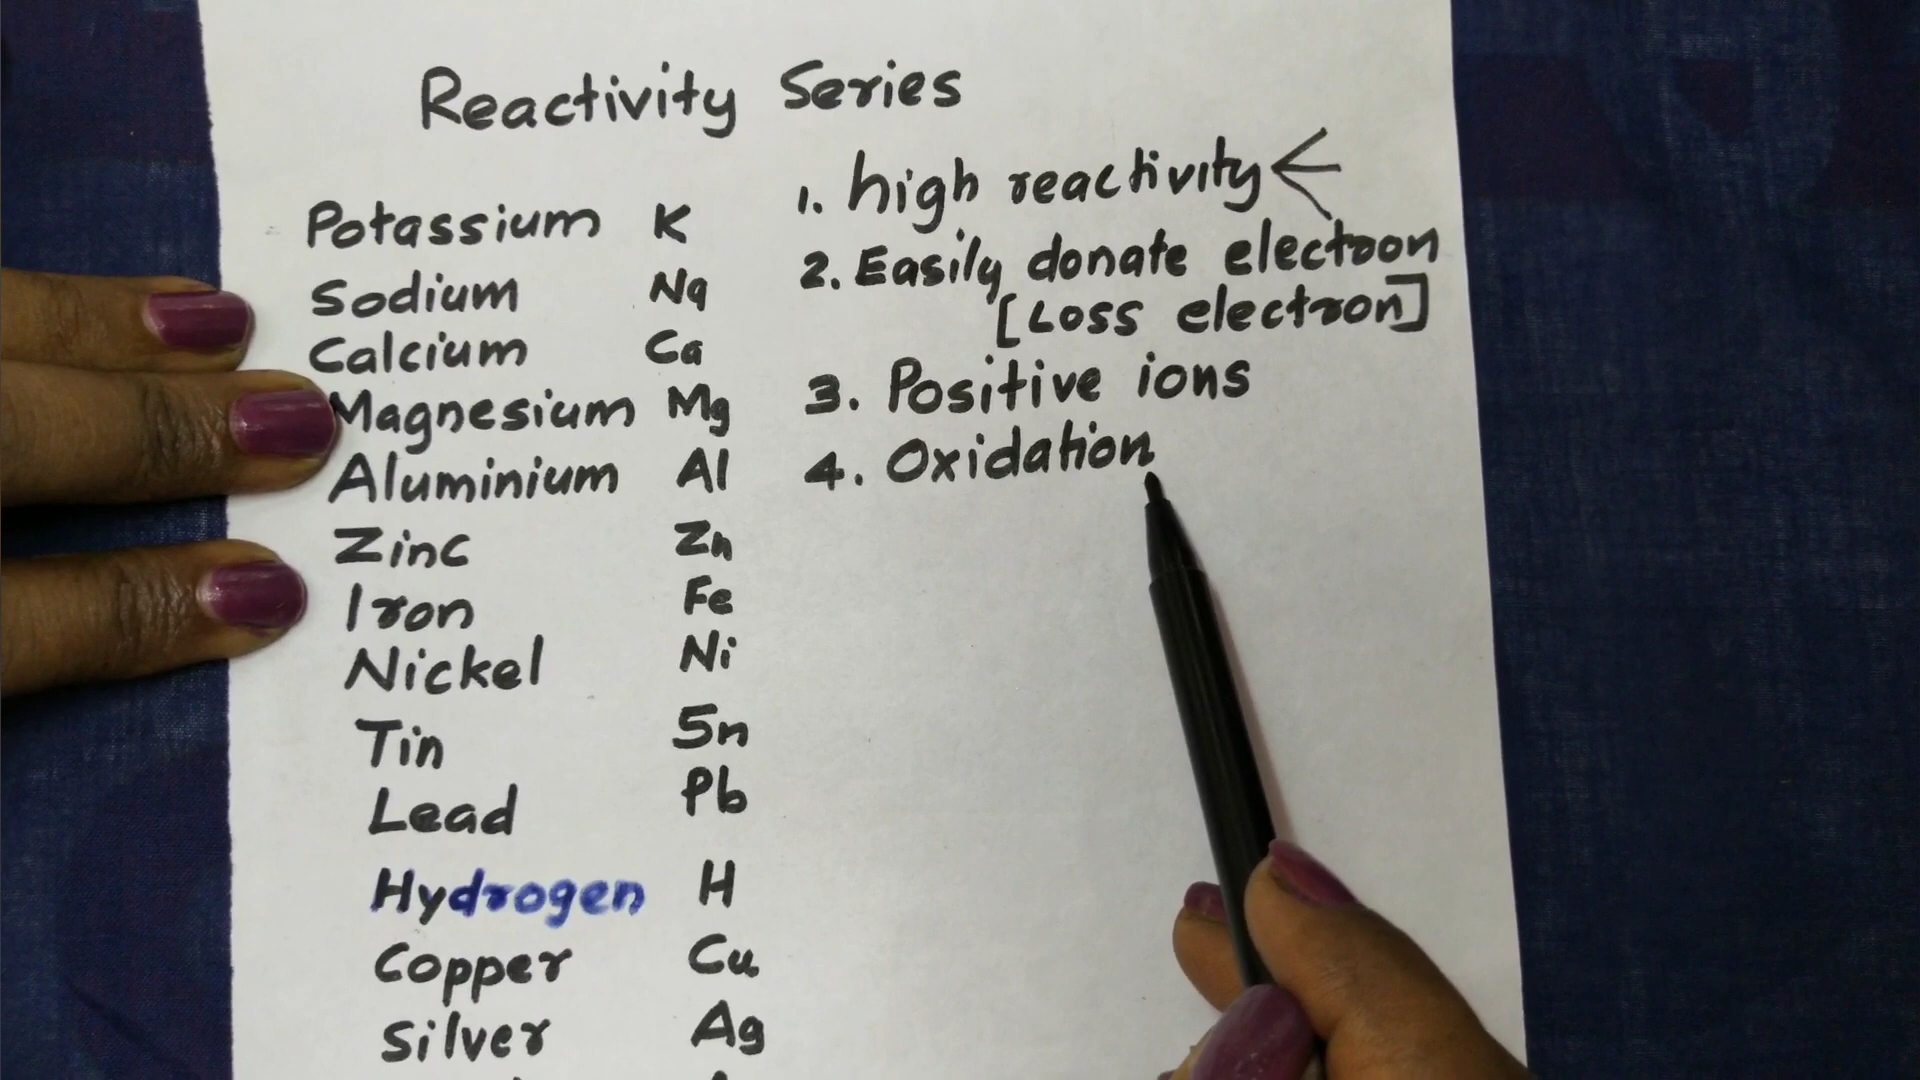 Reactivity Series
Potassium K
Sodium Na
Calcium Ca
Magnesium Mg
Aluminium Al
Zinc Zn
Iron Fe
Nickel Ni
Tin Sn
Lead Pb
Hydrogen H
Copper Cu
Silver Ag
1. high reactivity
2. Easily donate electron
[Loss electron]
3. Positive ions
4. Oxidation